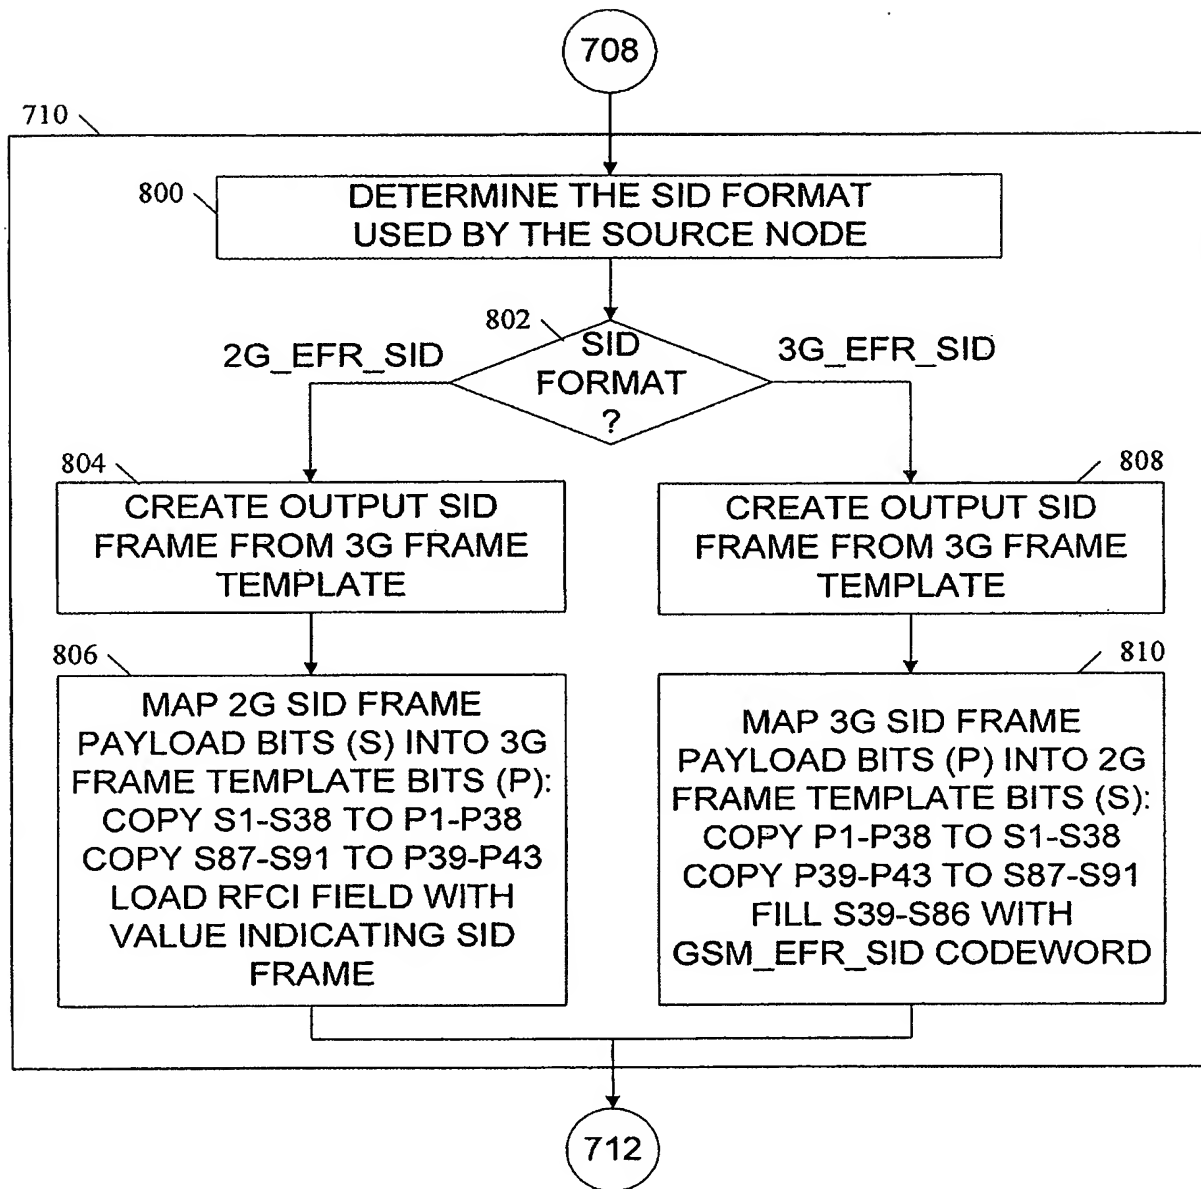 708
710
800
DETERMINE THE SID FORMAT
USED BY THE SOURCE NODE
802
SID
FORMAT
?
2G_EFR_SID
3G_EFR_SID
804
CREATE OUTPUT SID
FRAME FROM 3G FRAME
TEMPLATE
808
CREATE OUTPUT SID
FRAME FROM 3G FRAME
TEMPLATE
806
MAP 2G SID FRAME
PAYLOAD BITS (S) INTO 3G
FRAME TEMPLATE BITS (P):
COPY S1-S38 TO P1-P38
COPY S87-S91 TO P39-P43
LOAD RFCI FIELD WITH
VALUE INDICATING SID
FRAME
810
MAP 3G SID FRAME
PAYLOAD BITS (P) INTO 2G
FRAME TEMPLATE BITS (S):
COPY P1-P38 TO S1-S38
COPY P39-P43 TO S87-S91
FILL S39-S86 WITH
GSM_EFR_SID CODEWORD
712